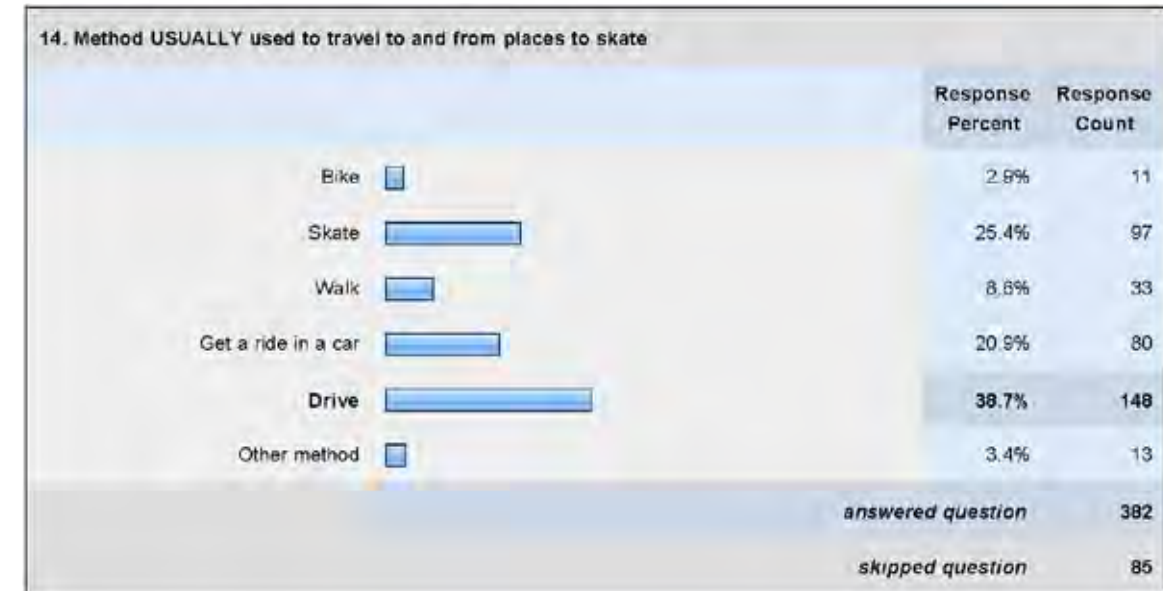 14. Method USUALLY used to travel to and from places to skate
Response Percent Response Count
Bike 2.9% 11
Skate 25.4% 97
Walk 8.6% 33
Get a ride in a car 20.9% 80
Drive 38.7% 148
Other method 3.4% 13
answered question 382
skipped question 85